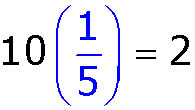 10(1/5) = 2